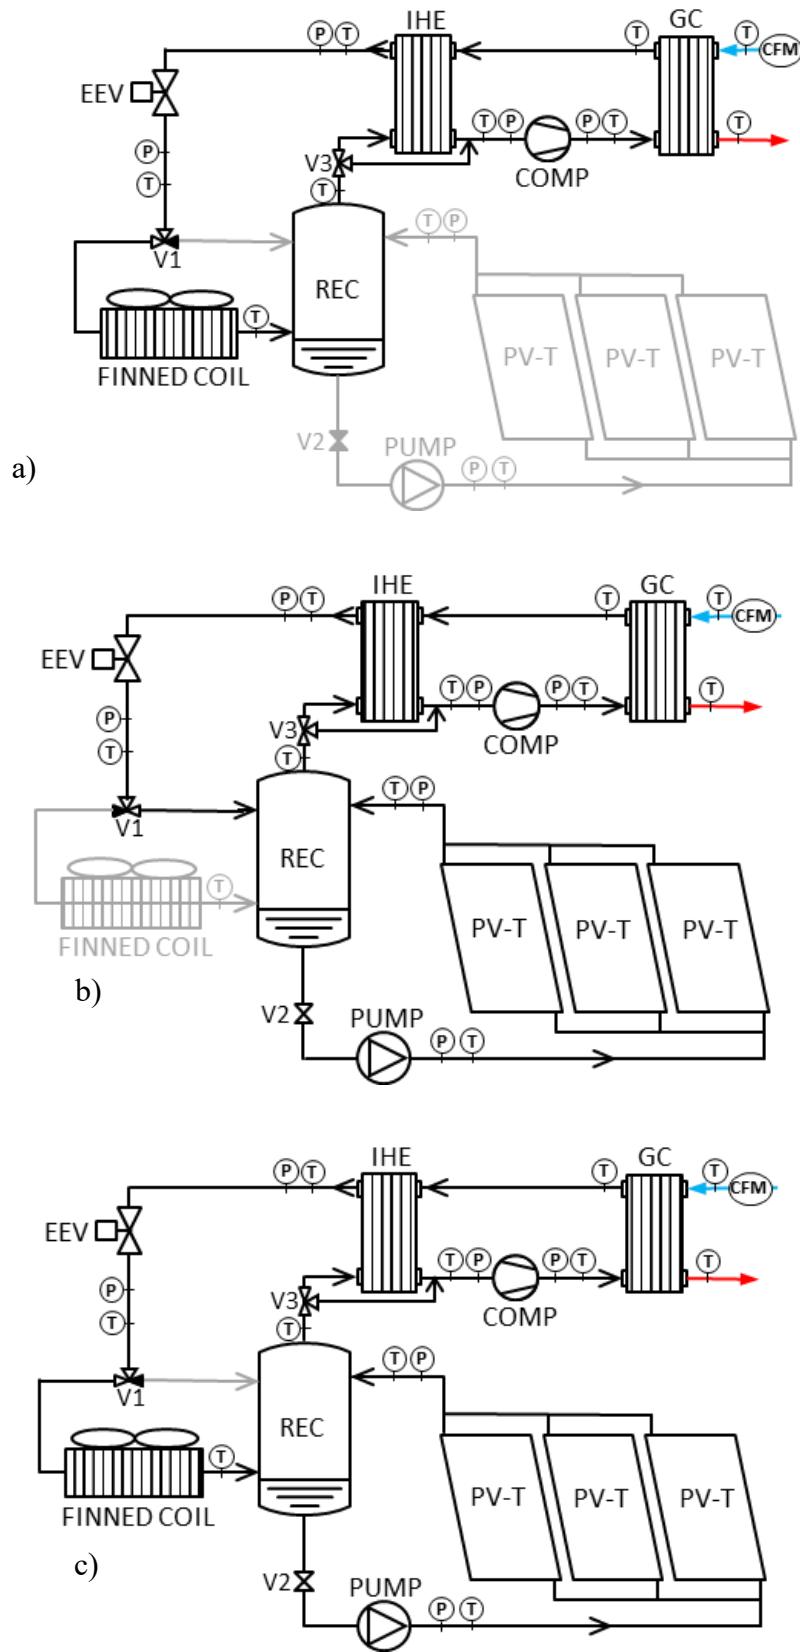 IHE GC
P T T T CFM
EEV
T P P T T
P V3 COMP
T T
V1 T P
REC
T PV-T PV-T PV-T
FINNED COIL
V2 PUMP
a) P T
IHE GC
P T T T CFM
EEV
T P P T T
P V3 COMP
T T
V1 T P
REC
T PV-T PV-T PV-T
FINNED COIL
b)
V2 PUMP
P T
IHE GC
P T T T CFM
EEV
T P P T T
P V3 COMP
T T
V1 T P
REC
T PV-T PV-T PV-T
FINNED COIL
c)
V2 PUMP
P T